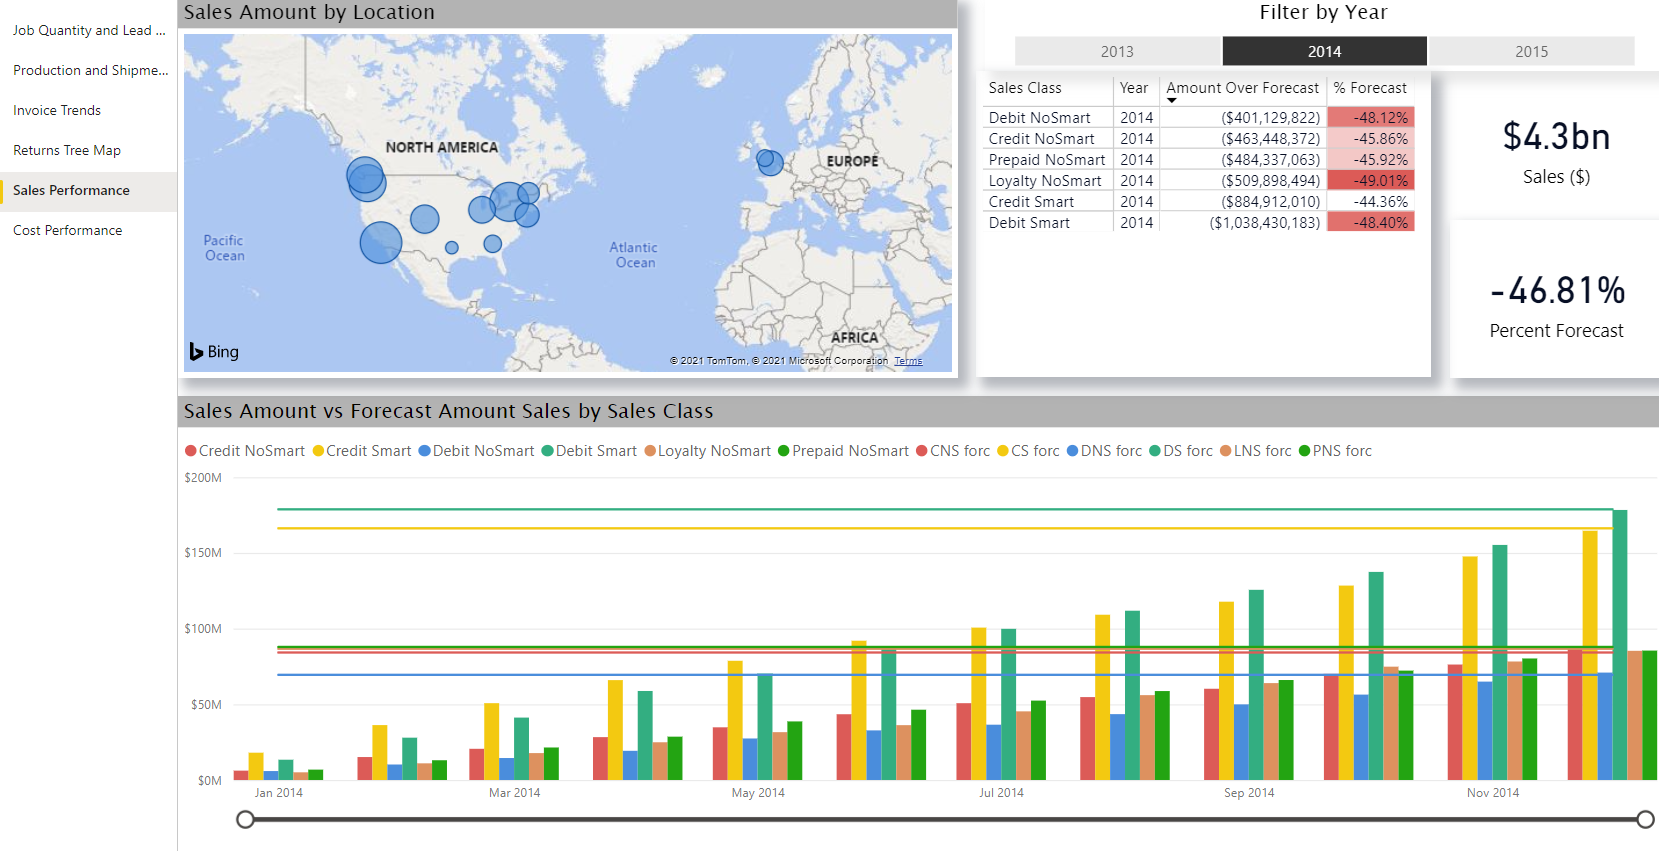 Job Quantity and Lead ...
Production and Shipme...
Invoice Trends
Returns Tree Map
Sales Performance
Cost Performance
Sales Amount by Location
NORTH AMERICA
EUROPE
Pacific
Ocean
Atlantic
Ocean
AFRICA
Bing
© 2021 TomTom, © 2021 Microsoft Corporation Terms
Filter by Year
2013 2014 2015
Sales Class Year Amount Over Forecast % Forecast
Debit NoSmart 2014 ($401,129,822) -48.12%
Credit NoSmart 2014 ($463,448,372) -45.86%
Prepaid NoSmart 2014 ($484,337,063) -45.92%
Loyalty NoSmart 2014 ($509,898,494) -49.01%
Credit Smart 2014 ($884,912,010) -44.36%
Debit Smart 2014 ($1,038,430,183) -48.40%
$4.3bn
Sales ($)
-46.81%
Percent Forecast
Sales Amount vs Forecast Amount Sales by Sales Class
Credit NoSmart Credit Smart Debit NoSmart Debit Smart Loyalty NoSmart Prepaid NoSmart CNS forc CS forc DNS forc DS forc LNS forc PNS forc
$200M
$150M
$100M
$50M
$0M
Jan 2014 Mar 2014 May 2014 Jul 2014 Sep 2014 Nov 2014